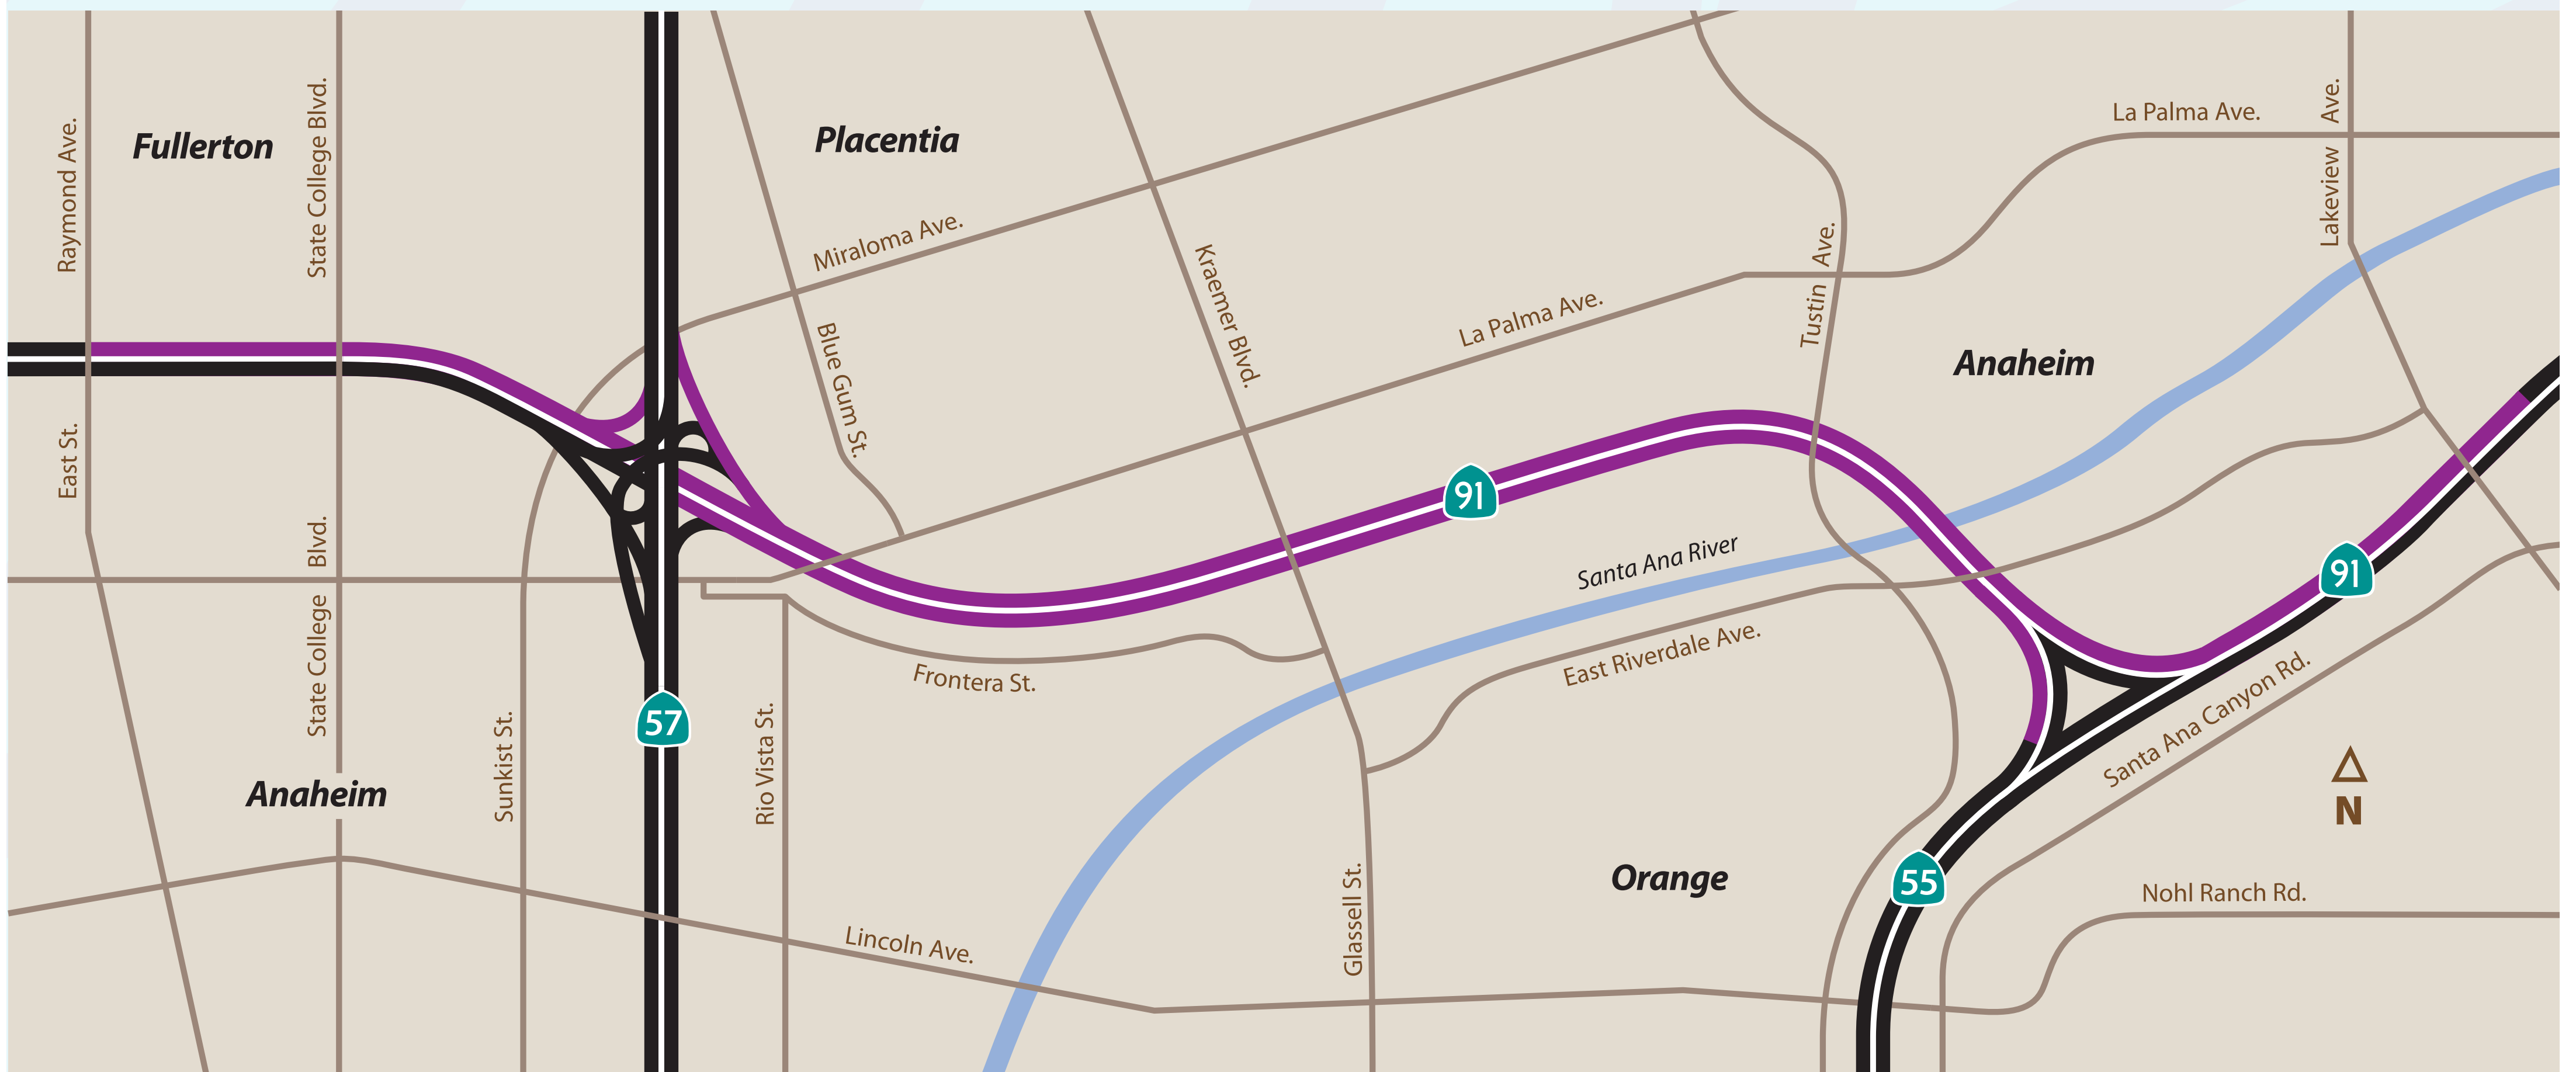 Raymond Ave.
Fullerton
State College Blvd.
Placentia
Miraloma Ave.
Blue Gum St.
Kraemer Blvd.
La Palma Ave.
Tustin Ave.
Anaheim
La Palma Ave.
Lakeview Ave.
East St.
State College Blvd.
91
Santa Ana River
91
East Riverdale Ave.
Frontera St.
Santa Ana Canyon Rd.
57
Sunkist St.
Rio Vista St.
Anaheim
N
Orange
Glassell St.
55
Nohl Ranch Rd.
Lincoln Ave.